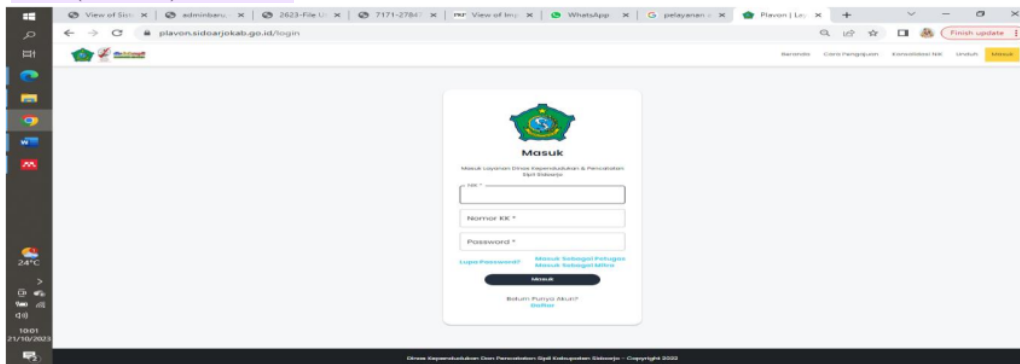 View of Sist
adminbaru
2023-File U
7171-2784
View of Im
WhatsApp
pelayanan
Plavon | La
plavon.sidoarjokab.go.id/login
Finish update
Beranda
Cara Pengajuan
Konsolidasi NIK
Unduh
Masuk
Masuk
Masuk Layanan Dinas Kependudukan & Pencatatan
Sipil Sidoarjo
NIK *
Nomor KK *
Password *
Lupa Password?
Masuk Sebagai Petugas
Masuk Sebagai Mitra
Masuk
Belum Punya Akun?
Daftar
24°C
10:01
21/10/2023
Dinas Kependudukan Dan Pencatatan Sipil Kabupaten Sidoarjo - Copyright 2022